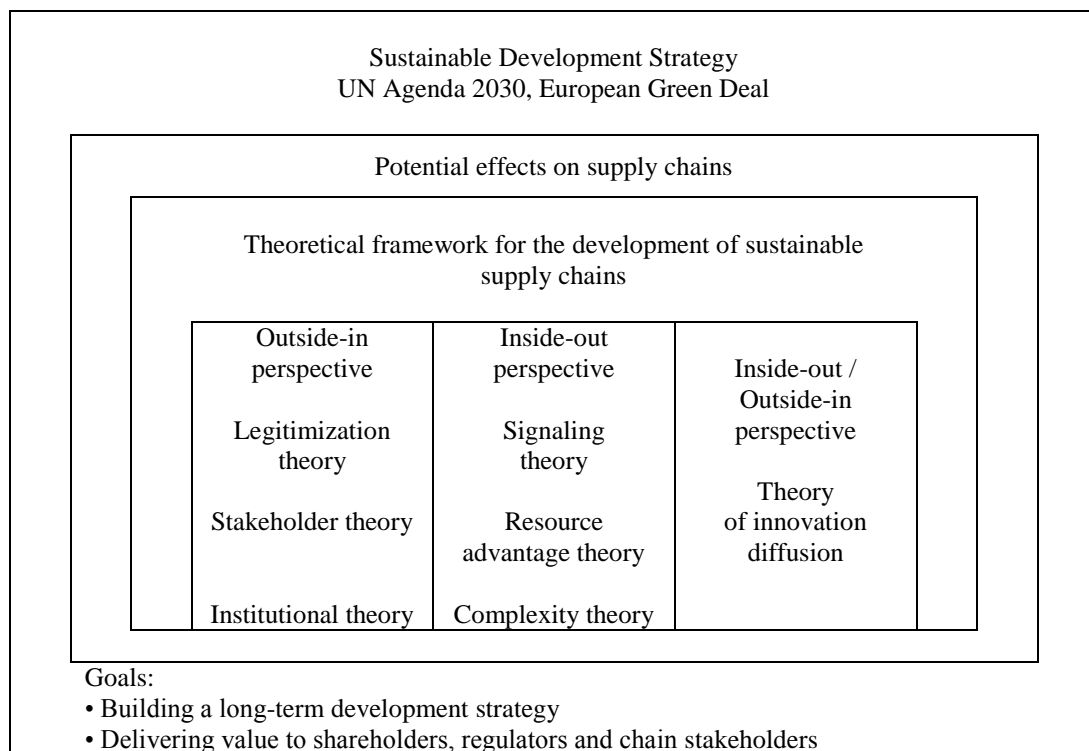 Sustainable Development Strategy
UN Agenda 2030, European Green Deal
Potential effects on supply chains
Theoretical framework for the development of sustainable
supply chains
Outside-in
perspective
Legitimization
theory
Stakeholder theory
Institutional theory
Inside-out
perspective
Signaling
theory
Resource
advantage theory
Complexity theory
Inside-out /
Outside-in
perspective
Theory
of innovation
diffusion
Goals:
• Building a long-term development strategy
• Delivering value to shareholders, regulators and chain stakeholders